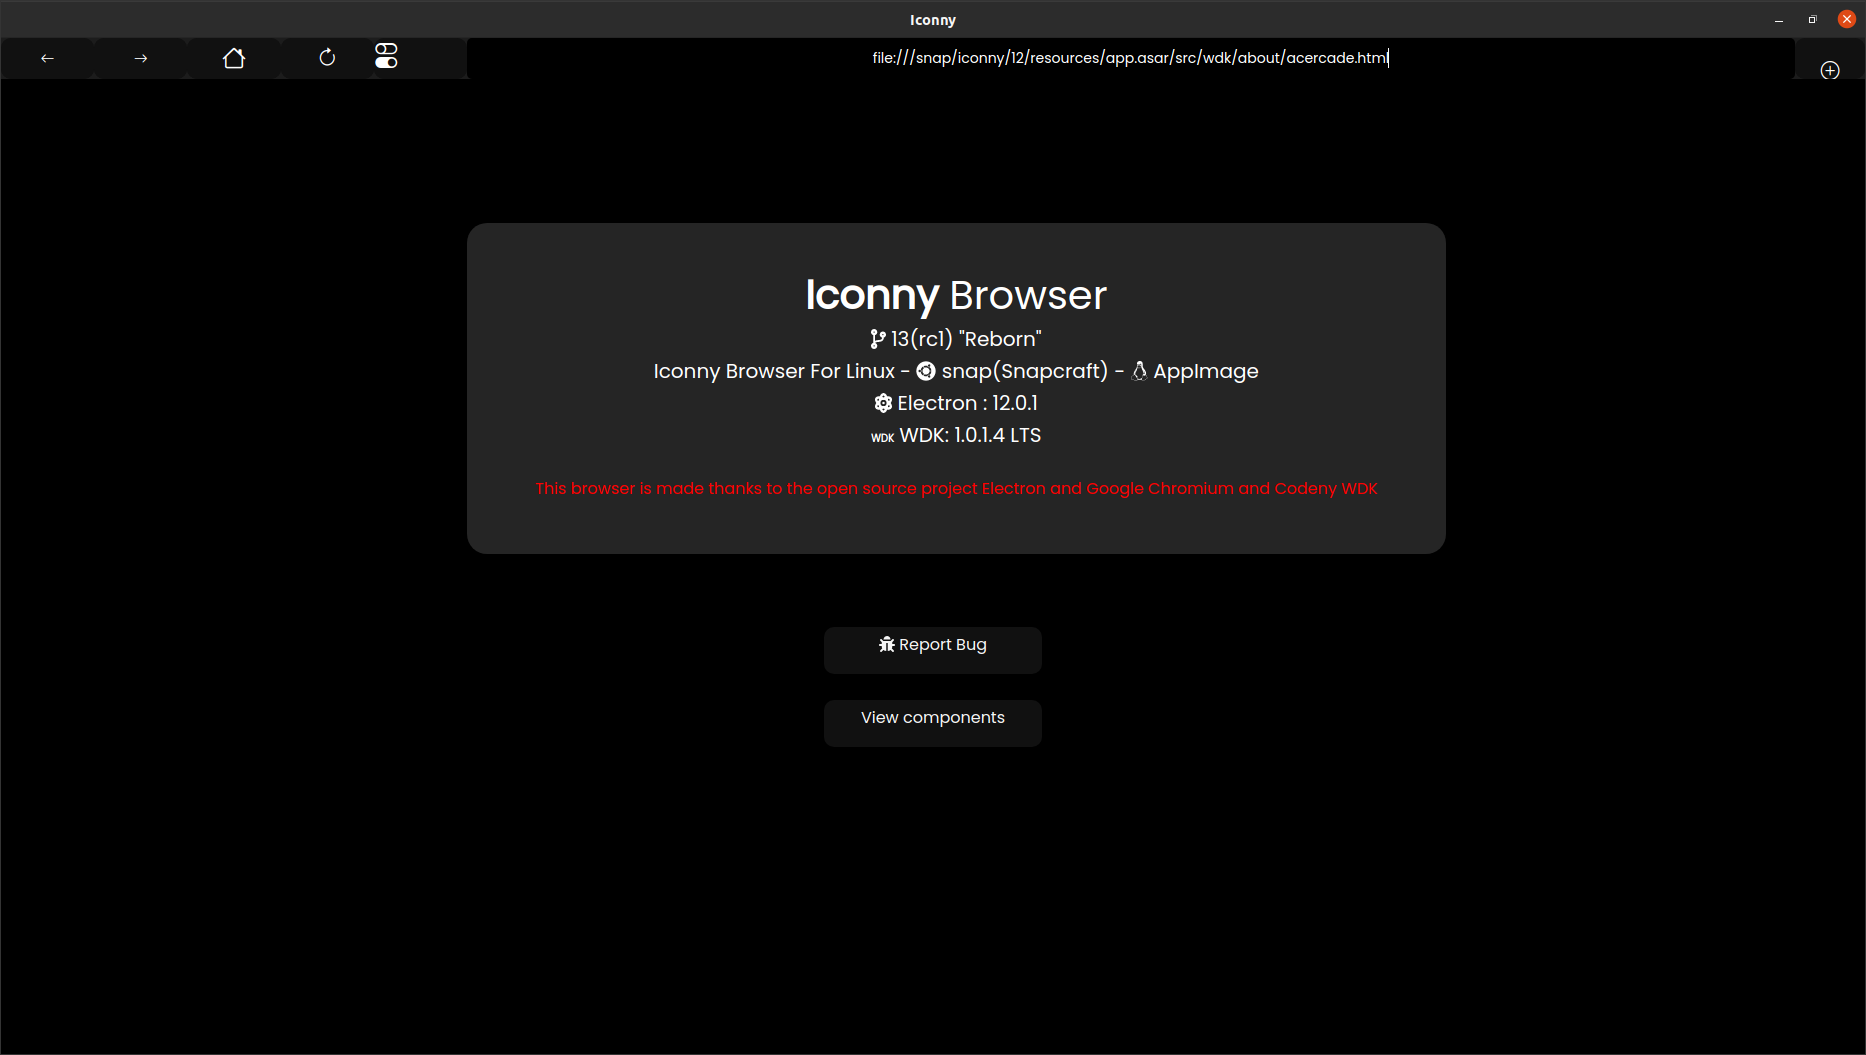 Iconny
file:///snap/iconny/12/resources/app.asar/src/wdk/about/acercade.html
Iconny Browser
13(rc1) "Reborn"
Iconny Browser For Linux - snap(Snapcraft) - AppImage
Electron : 12.0.1
WDK WDK: 1.0.1.4 LTS
This browser is made thanks to the open source project Electron and Google Chromium and Codeny WDK
Report Bug
View components